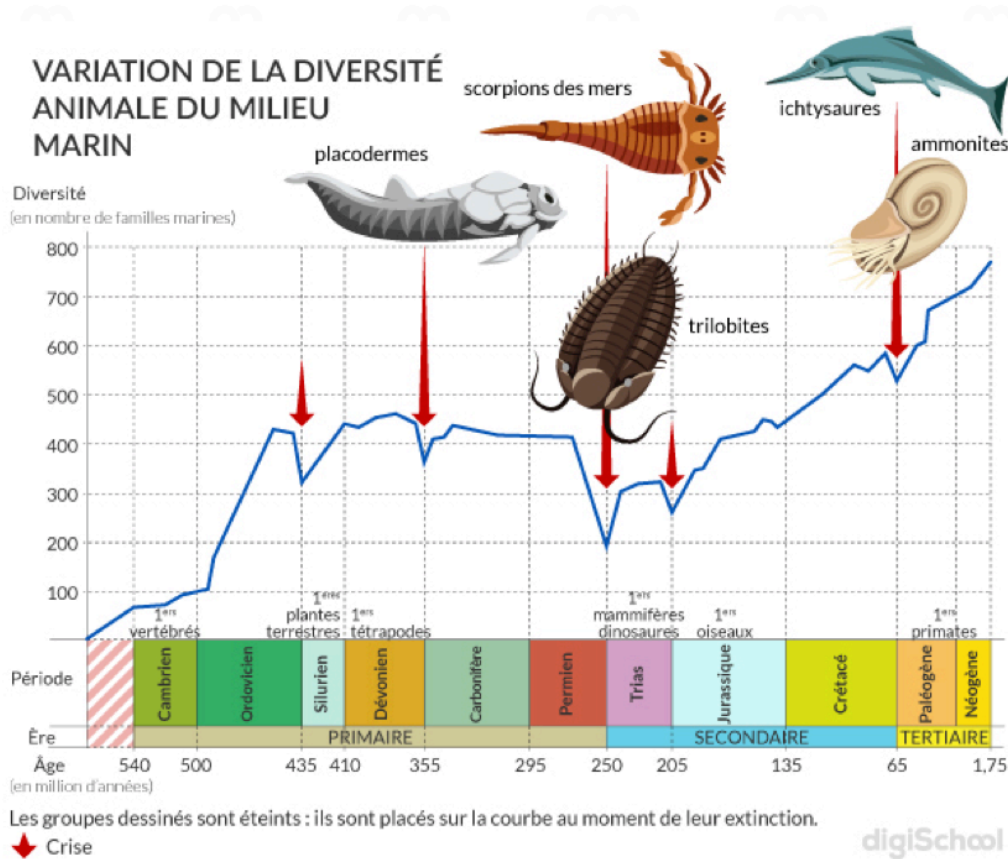 VARIATION DE LA DIVERSITÉ
ANIMALE DU MILIEU
MARIN
placodermes
scorpions des mers
ichtysaures
ammonites
trilobites
Diversité
(en nombre de familles marines)
800
700
600
500
400
300
200
100
1ers
vertébrés
1ères
plantes
terrestres
1ers
tétrapodes
1ers
mammifères
dinosaures
1ers
oiseaux
1ers
primates
Période
Cambrien
Ordovicien
Silurien
Dévonien
Carbonifère
Permien
Trias
Jurassique
Crétacé
Paléogène
Néogène
Ère
PRIMAIRE
SECONDAIRE
TERTIAIRE
Âge
(en million d'années)
540 500 435 410 355 295 250 205 135 65 1,75
Les groupes dessinés sont éteints : ils sont placés sur la courbe au moment de leur extinction.
Crise
digiSchool